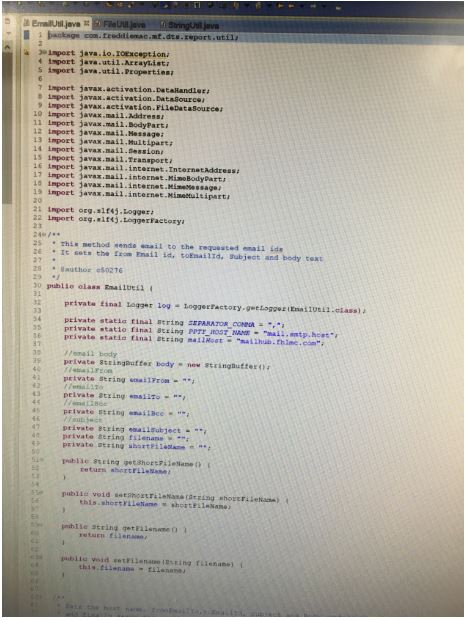 EmailUtil.java FileUtil.java StringUtil.java
1 package com.freddiemac.mf.dts.report.util;
2
3 import java.io.IOException;
4 import java.util.ArrayList;
5 import java.util.Properties;
6
7 import javax.activation.DataHandler;
8 import javax.activation.DataSource;
9 import javax.activation.FileDataSource;
10 import javax.mail.Address;
11 import javax.mail.BodyPart;
12 import javax.mail.Message;
13 import javax.mail.Multipart;
14 import javax.mail.Session;
15 import javax.mail.Transport;
16 import javax.mail.internet.InternetAddress;
17 import javax.mail.internet.MimeBodyPart;
18 import javax.mail.internet.MimeMessage;
19 import javax.mail.internet.MimeMultipart;
20
21 import org.slf4j.Logger;
22 import org.slf4j.LoggerFactory;
23
24 /**
25 * This method sends email to the requested email ids
26 * It sets the from Email id, toEmailId, Subject and body text
27 *
28 * @author c50276
29 */
30 public class EmailUtil {
31
32 private final Logger log = LoggerFactory.getLogger(EmailUtil.class);
33
34 private static final String SEPARATOR_COMMA = ",";
35 private static final String PPTY_HOST_NAME = "mail.smtp.host";
36 private static final String mailHost = "mailhub.fhlmc.com";
37
38 //email body
39 private StringBuffer body = new StringBuffer();
40 //emailFrom
41 private String emailFrom = "";
42 //emailTo
43 private String emailTo = "";
44 //emailBcc
45 private String emailBcc = "";
46 //subject
47 private String emailSubject = "";
48 private String filename = "";
49 private String shortFileName = "";
50
51 public String getShortFileName() {
52 return shortFileName;
53 }
54
55 public void setShortFileName(String shortFileName) {
56 this.shortFileName = shortFileName;
57 }
58
59 public String getFilename() {
60 return filename;
61 }
62
63 public void setFilename(String filename) {
64 this.filename = filename;
65 }
/**
* Sets the host name, fromEmailId, toEmailId, subject and Body
* and finally